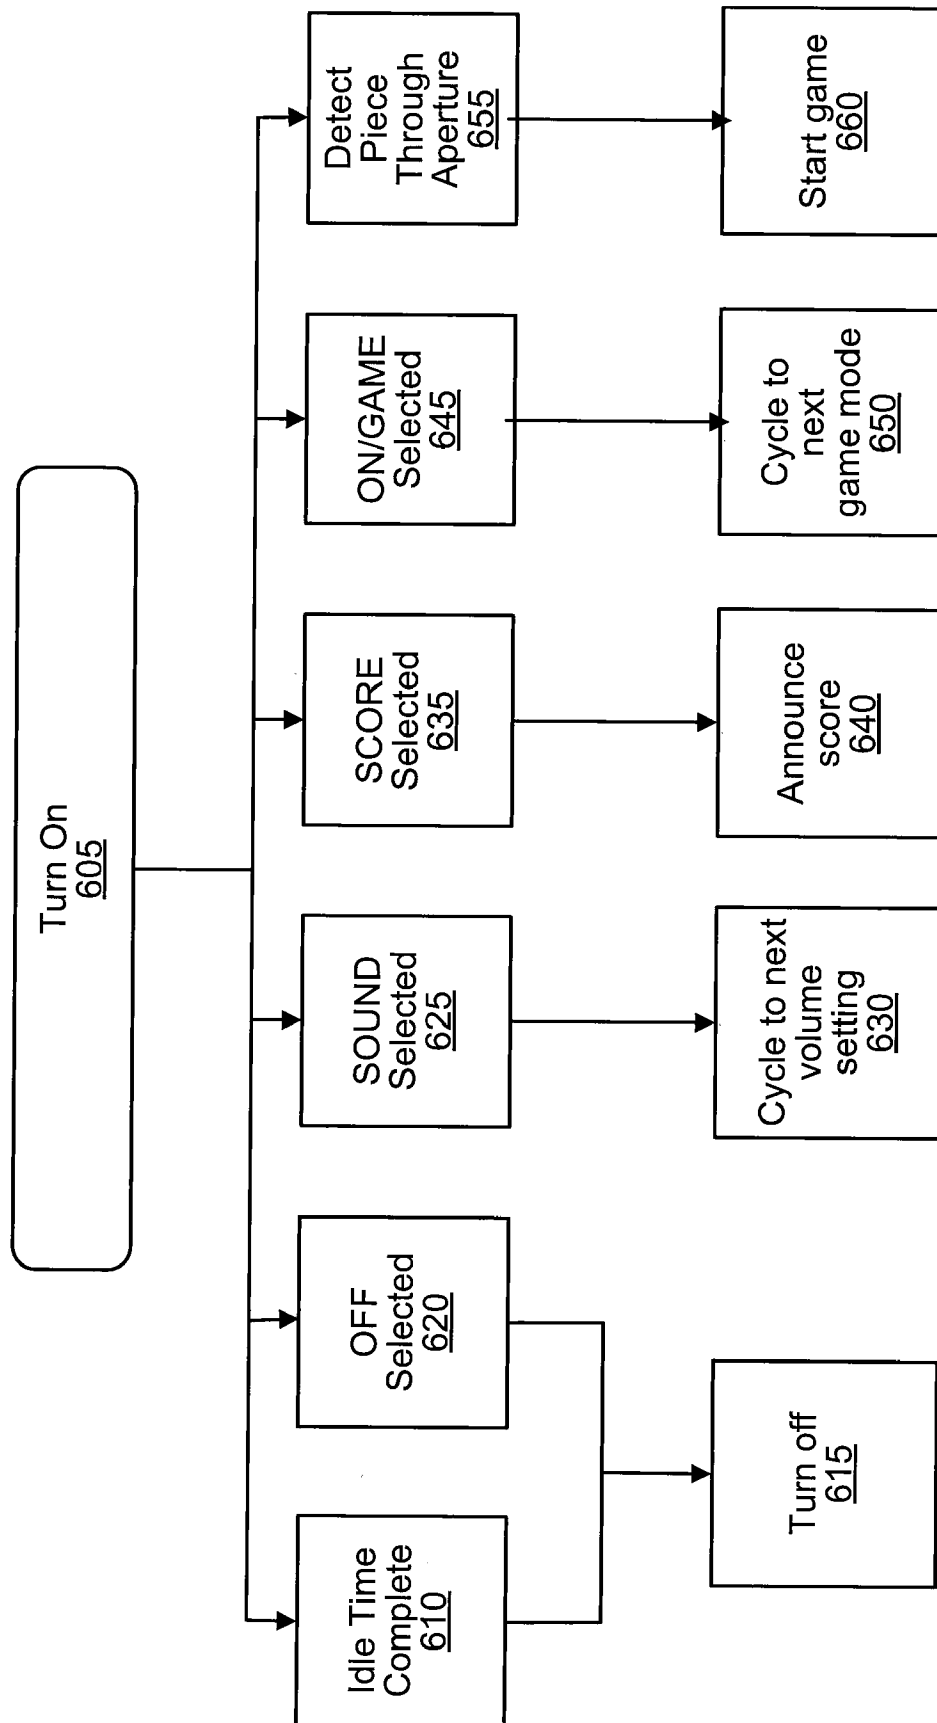 Turn On
605
Idle Time
Complete
610
OFF
Selected
620
SOUND
Selected
625
SCORE
Selected
635
ON/GAME
Selected
645
Detect
Piece
Through
Aperture
655
Turn off
615
Cycle to next
volume
setting
630
Announce
score
640
Cycle to
next
game mode
650
Start game
660